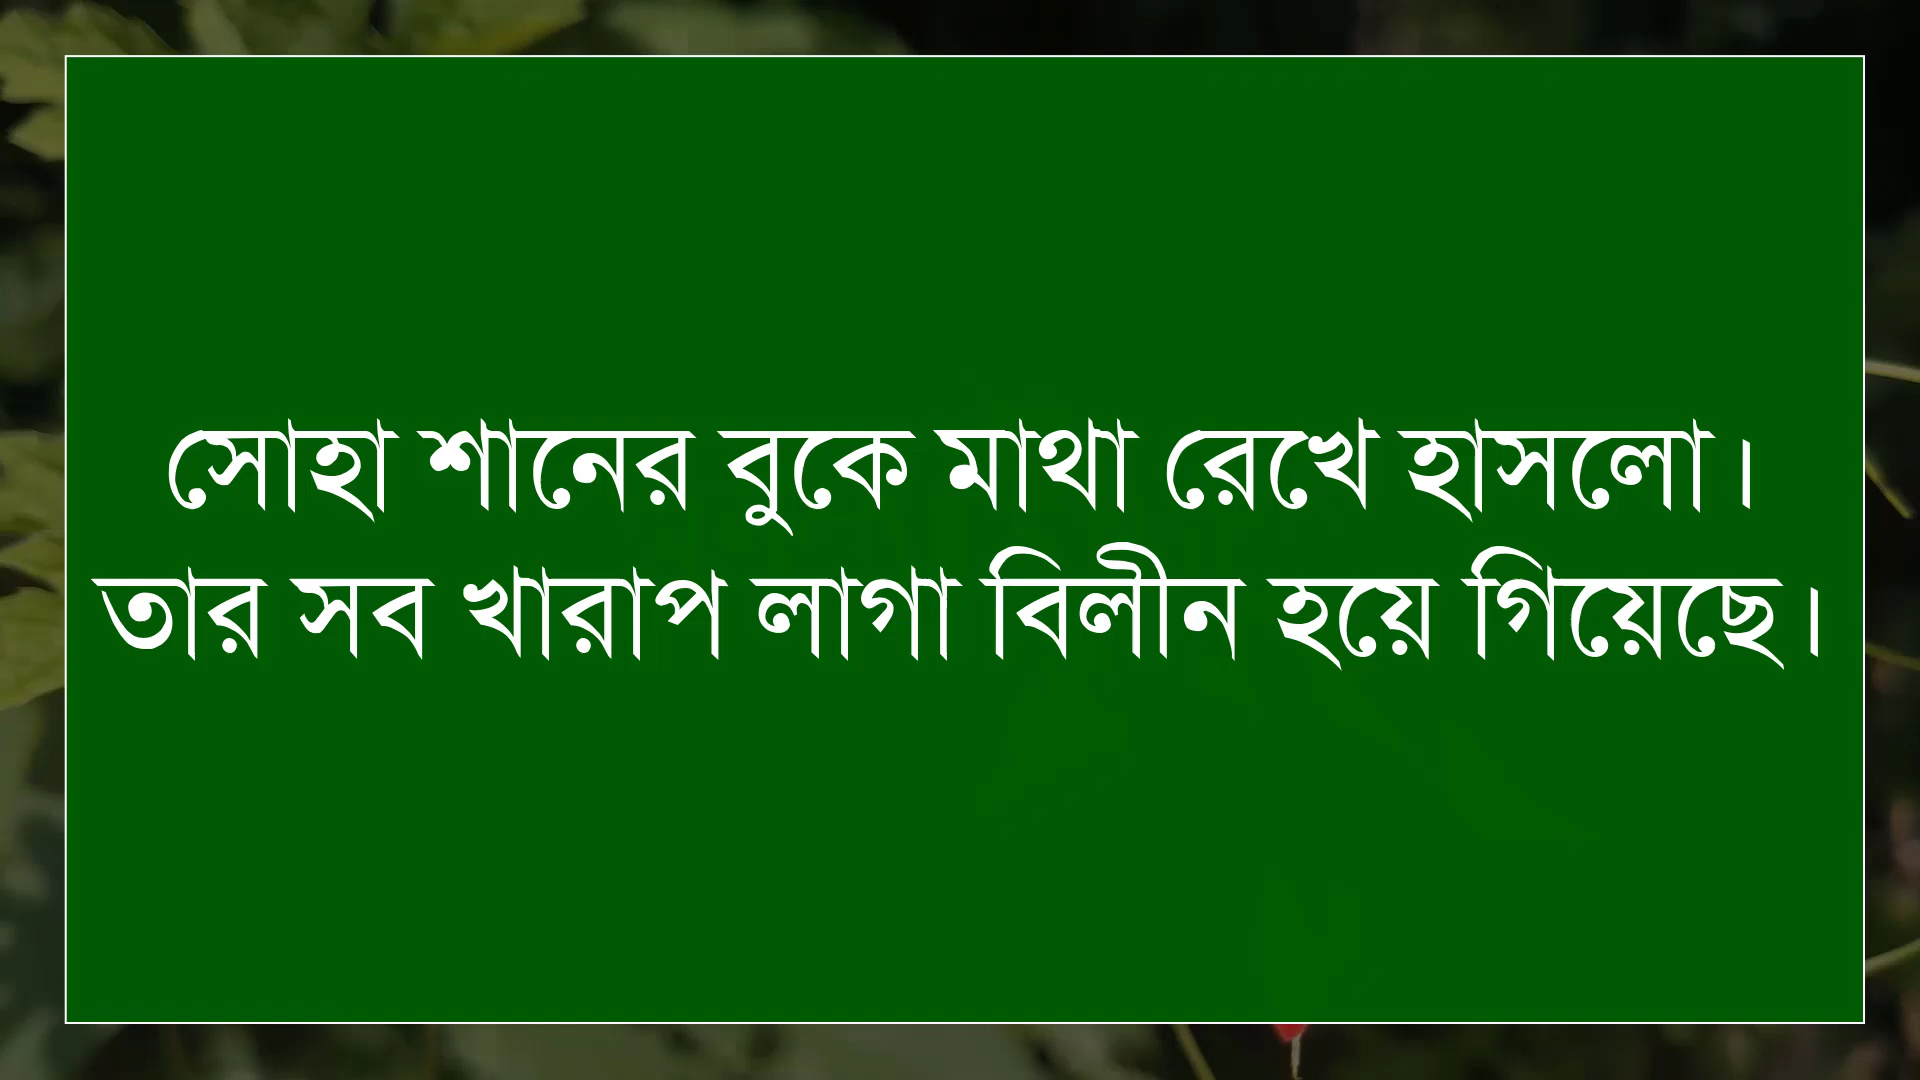 সোহা শানের বুকে মাথা রেখে হাসলো।
তার সব খারাপ লাগা বিলীন হয়ে গিয়েছে।